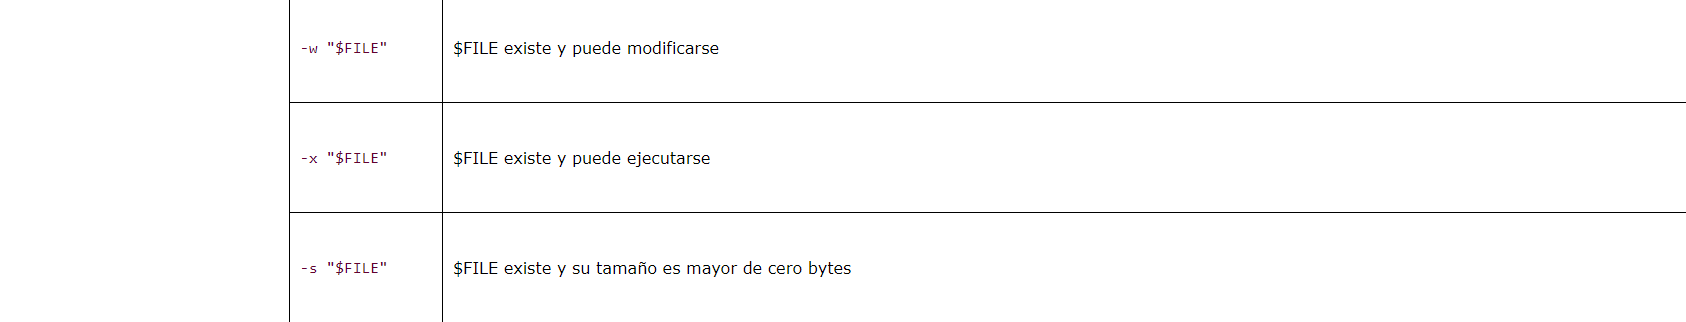 -w "$FILE" $FILE existe y puede modificarse
-x "$FILE" $FILE existe y puede ejecutarse
-s "$FILE" $FILE existe y su tamaño es mayor de cero bytes